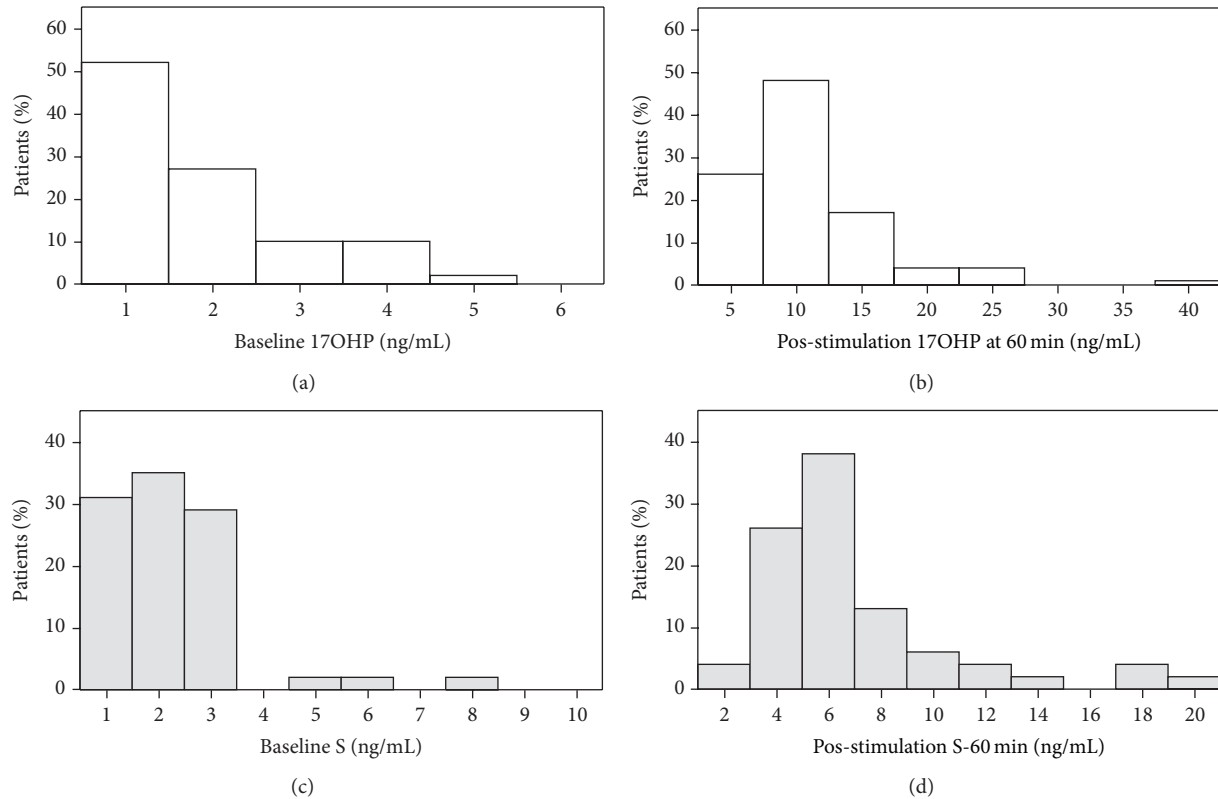 60
50
40
30
20
10
0
Patients (%)
1 2 3 4 5 6
Baseline 17OHP (ng/mL)
(a)
60
50
40
30
20
10
0
Patients (%)
5 10 15 20 25 30 35 40
Pos-stimulation 17OHP at 60 min (ng/mL)
(b)
40
30
20
10
0
Patients (%)
1 2 3 4 5 6 7 8 9 10
Baseline S (ng/mL)
(c)
40
30
20
10
0
Patients (%)
2 4 6 8 10 12 14 16 18 20
Pos-stimulation S-60 min (ng/mL)
(d)